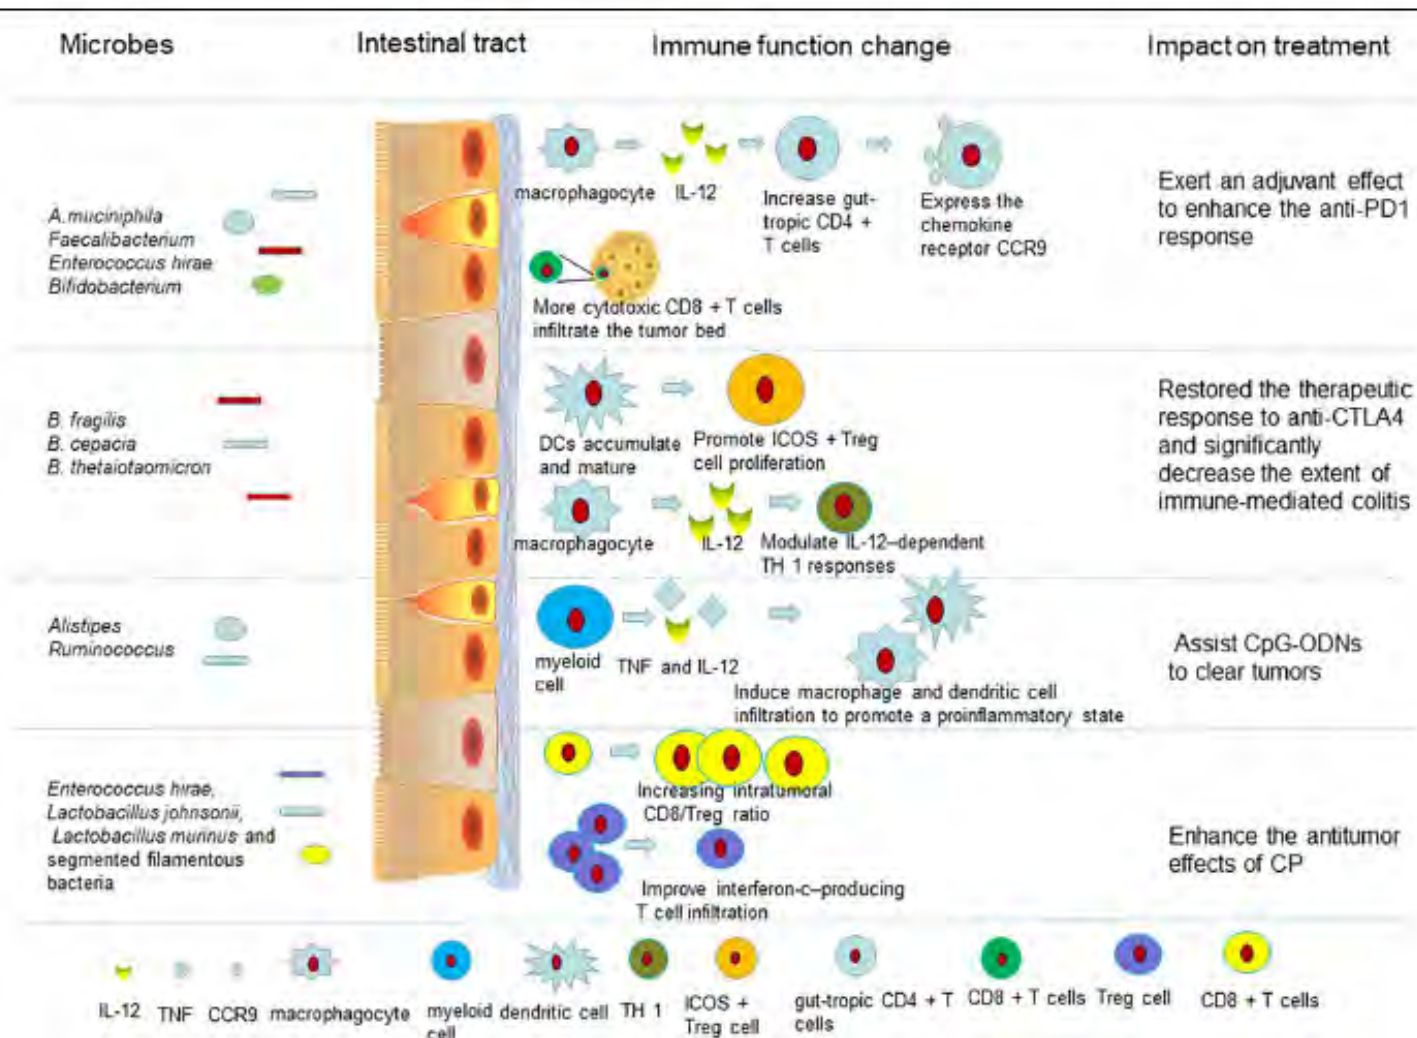 Microbes
Intestinal tract
Immune function change
Impact on treatment
A.muciniphila
Faecalibacterium
Enterococcus hirae
Bifidobacterium
macrophagocyte
IL-12
Increase gut-
tropic CD4 +
T cells
Express the
chemokine
receptor CCR9
More cytotoxic CD8 + T cells
infiltrate the tumor bed
Exert an adjuvant effect
to enhance the anti-PD1
response
B. fragilis
B. cepacia
B. thetaiotaomicron
DCs accumulate
and mature
Promote ICOS + Treg
cell proliferation
macrophagocyte
IL-12
Modulate IL-12–dependent
TH 1 responses
Restored the therapeutic
response to anti-CTLA4
and significantly
decrease the extent of
immune-mediated colitis
Alistipes
Ruminococcus
myeloid
cell
TNF and IL-12
Induce macrophage and dendritic cell
infiltration to promote a proinflammatory state
Assist CpG-ODNs
to clear tumors
Enterococcus hirae,
Lactobacillus johnsonii,
Lactobacillus murinus and
segmented filamentous
bacteria
Increasing intratumoral
CD8/Treg ratio
Improve interferon-c–producing
T cell infiltration
Enhance the antitumor
effects of CP
IL-12
TNF
CCR9
macrophagocyte
myeloid
cell
dendritic cell
TH 1
ICOS +
Treg cell
gut-tropic CD4 + T
cells
CD8 + T cells
Treg cell
CD8 + T cells